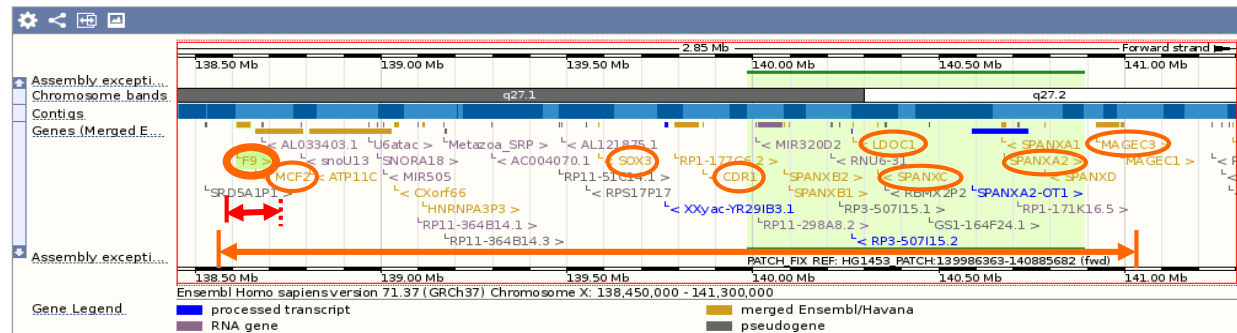 2.85 Mb Forward strand
138.50 Mb 139.00 Mb 139.50 Mb 140.00 Mb 140.50 Mb 141.00 Mb
Assembly excepti...
Chromosome bands q27.1 q27.2
Contigs
Genes (Merged E...
< AL033403.1 U6atac > Metazoa_SRP > < AL121875.1 < MIR320D2 < LDOC1 < SPANXA1 MAGEC3 >
F9 > < snoU13 SNORA18 > < AC004070.1 < SOX3 RP1-177G6.2 > < RNU6-31 SPANXA2 > MAGEC1 >
MCF2 < ATP11C < MIR505 RP11-51C14.1 > < CDR1 SPANXB2 > < SPANXC < SPANXD
SRD5A1P1 > < CXorf66 < RPS17P17 SPANXB1 > < RBMX2P2 SPANXA2-OT1 >
HNRNPA3P3 > < XXyac-YR29IB3.1 RP3-507I15.1 > RP1-171K16.5 >
RP11-364B14.1 > RP11-298A8.2 > GS1-164F24.1 >
RP11-364B14.3 > < RP3-507I15.2
Assembly excepti... PATCH_FIX REF: HG1453_PATCH:139986363-140885682 (fwd)
138.50 Mb 139.00 Mb 139.50 Mb 140.00 Mb 140.50 Mb 141.00 Mb
Ensembl Homo sapiens version 71.37 (GRCh37) Chromosome X: 138,450,000 - 141,300,000
Gene Legend processed transcript merged Ensembl/Havana
RNA gene pseudogene